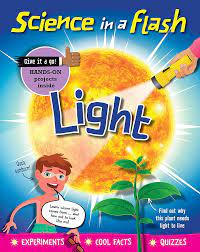 Science in a flash
Give it a go!
HANDS-ON
projects
inside
Light
Find out why
this plant needs
light to live
EXPERIMENTS COOL FACTS QUIZZES